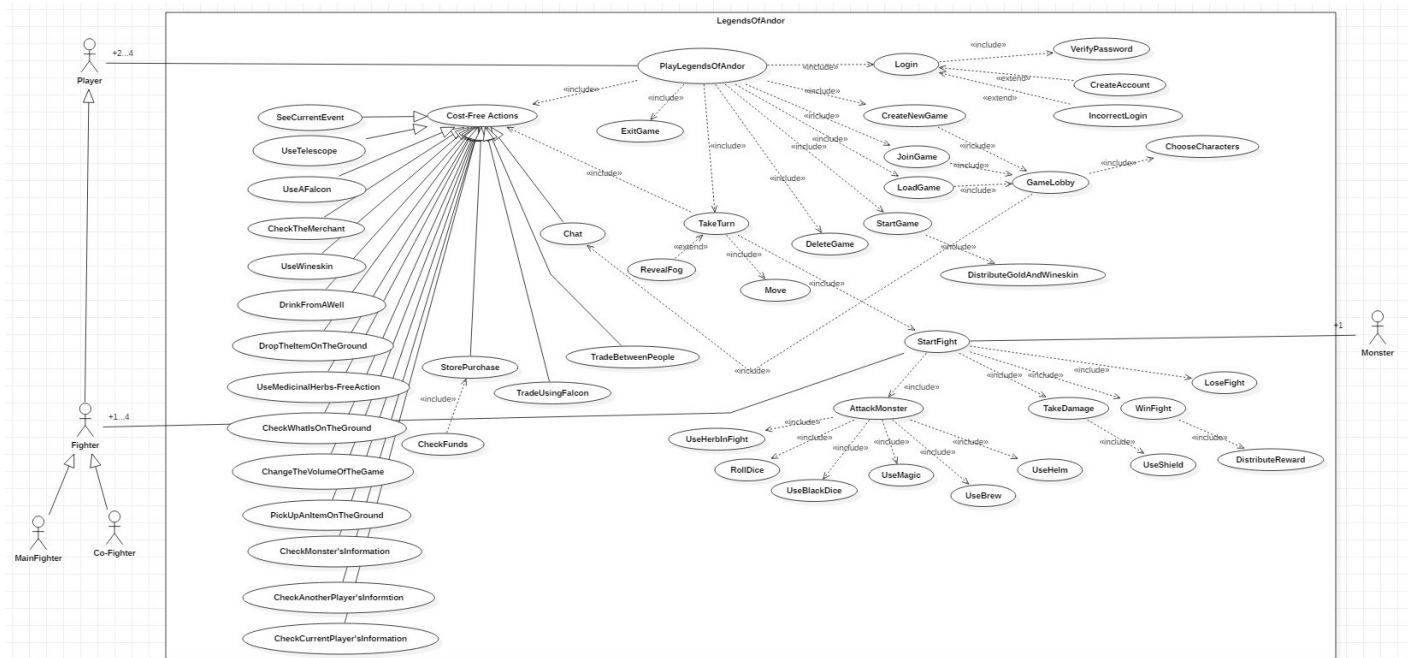 LegendsOfAndor
+2...4
Player
PlayLegendsOfAndor
«include»
Login
«include»
VerifyPassword
«extend»
CreateAccount
«extend»
IncorrectLogin
«include»
Cost-Free Actions
«include»
ExitGame
«include»
CreateNewGame
«include»
ChooseCharacters
«include»
SeeCurrentEvent
UseTelescope
UseAFalcon
CheckTheMerchant
UseWineskin
DrinkFromAWell
DropTheItemOnTheGround
UseMedicinalHerbs-FreeAction
CheckWhatIsOnTheGround
ChangeTheVolumeOfTheGame
PickUpAnItemOnTheGround
CheckMonster'sInformation
CheckAnotherPlayer'sInformtion
CheckCurrentPlayer'sInformation
«include»
«include»
«include»
JoinGame
«include»
LoadGame
«include»
GameLobby
«include»
TakeTurn
StartGame
Chat
«extend»
RevealFog
«include»
DeleteGame
«include»
DistributeGoldAndWineskin
Move
«include»
StartFight
+1
Monster
TradeBetweenPeople
StorePurchase
«include»
TradeUsingFalcon
«include»
CheckFunds
+1...4
Fighter
MainFighter
Co-Fighter
«include»
«include»
«include»
«include»
LoseFight
AttackMonster
TakeDamage
WinFight
UseHerbInFight
«include»
«include»
«include»
«include»
«include»
«include»
RollDice
UseBlackDice
UseMagic
UseBrew
UseHelm
«include»
UseShield
«include»
DistributeReward